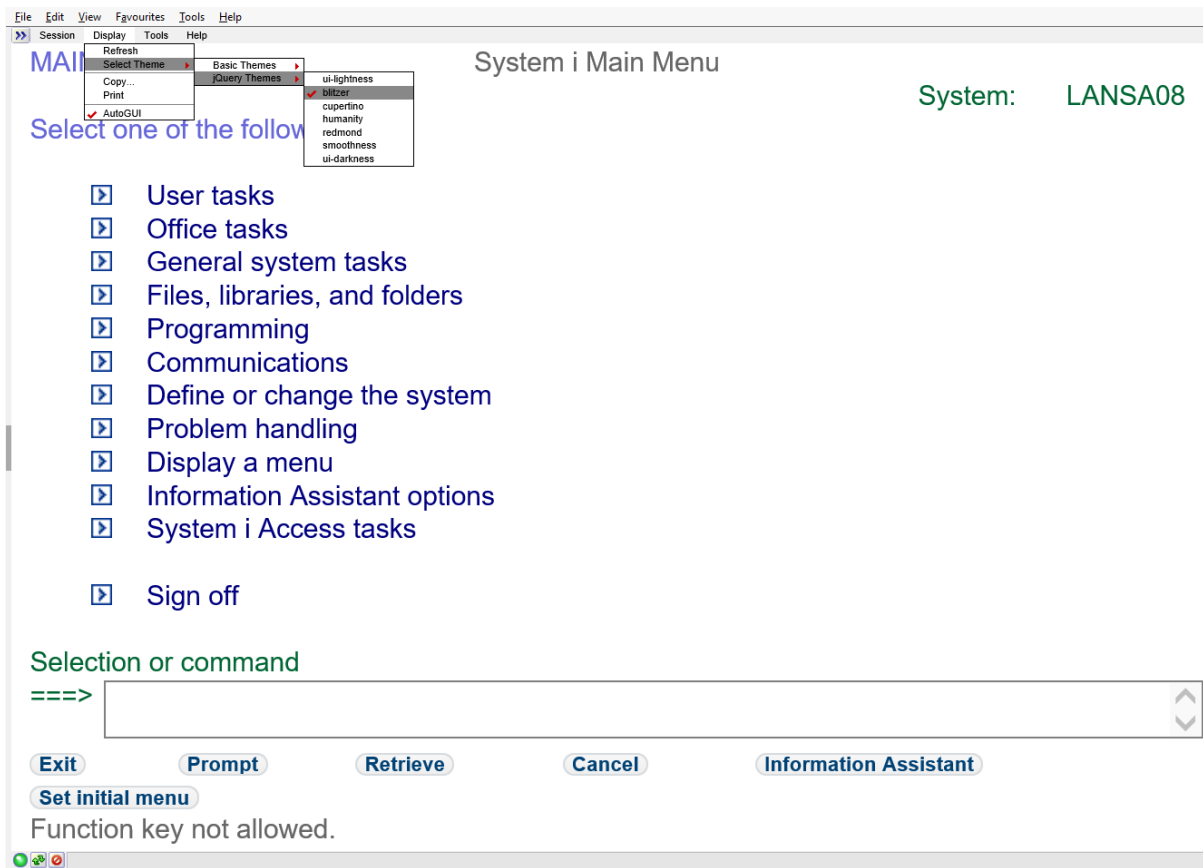 File Edit View Favourites Tools Help
Session Display Tools Help
Refresh
Select Theme
Copy...
Print
AutoGUI
Basic Themes
jQuery Themes
ui-lightness
blitzer
cupertino
humanity
redmond
smoothness
ui-darkness
MAI System i Main Menu
System: LANSA08
Select one of the follow
User tasks
Office tasks
General system tasks
Files, libraries, and folders
Programming
Communications
Define or change the system
Problem handling
Display a menu
Information Assistant options
System i Access tasks
Sign off
Selection or command
===>
Exit Prompt Retrieve Cancel Information Assistant
Set initial menu
Function key not allowed.